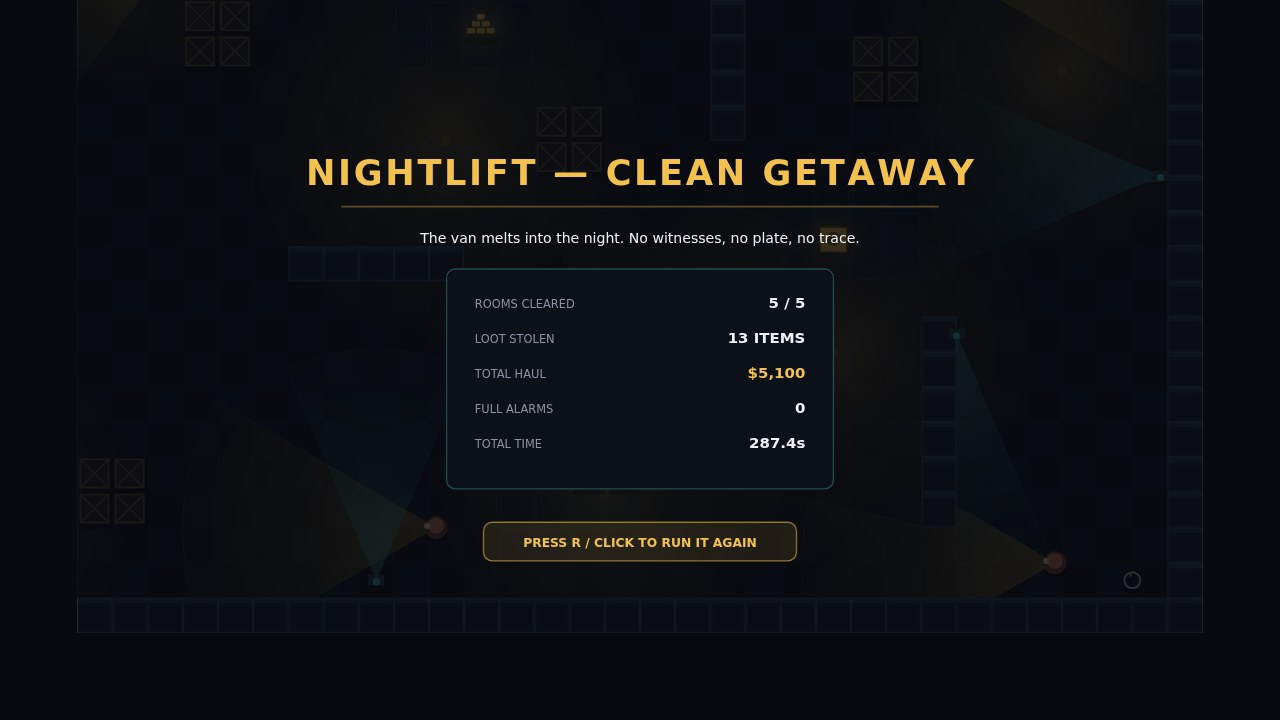 NIGHTLIFT — CLEAN GETAWAY
The van melts into the night. No witnesses, no plate, no trace.
ROOMS CLEARED 5 / 5
LOOT STOLEN 13 ITEMS
TOTAL HAUL $5,100
FULL ALARMS 0
TOTAL TIME 287.4s
PRESS R / CLICK TO RUN IT AGAIN